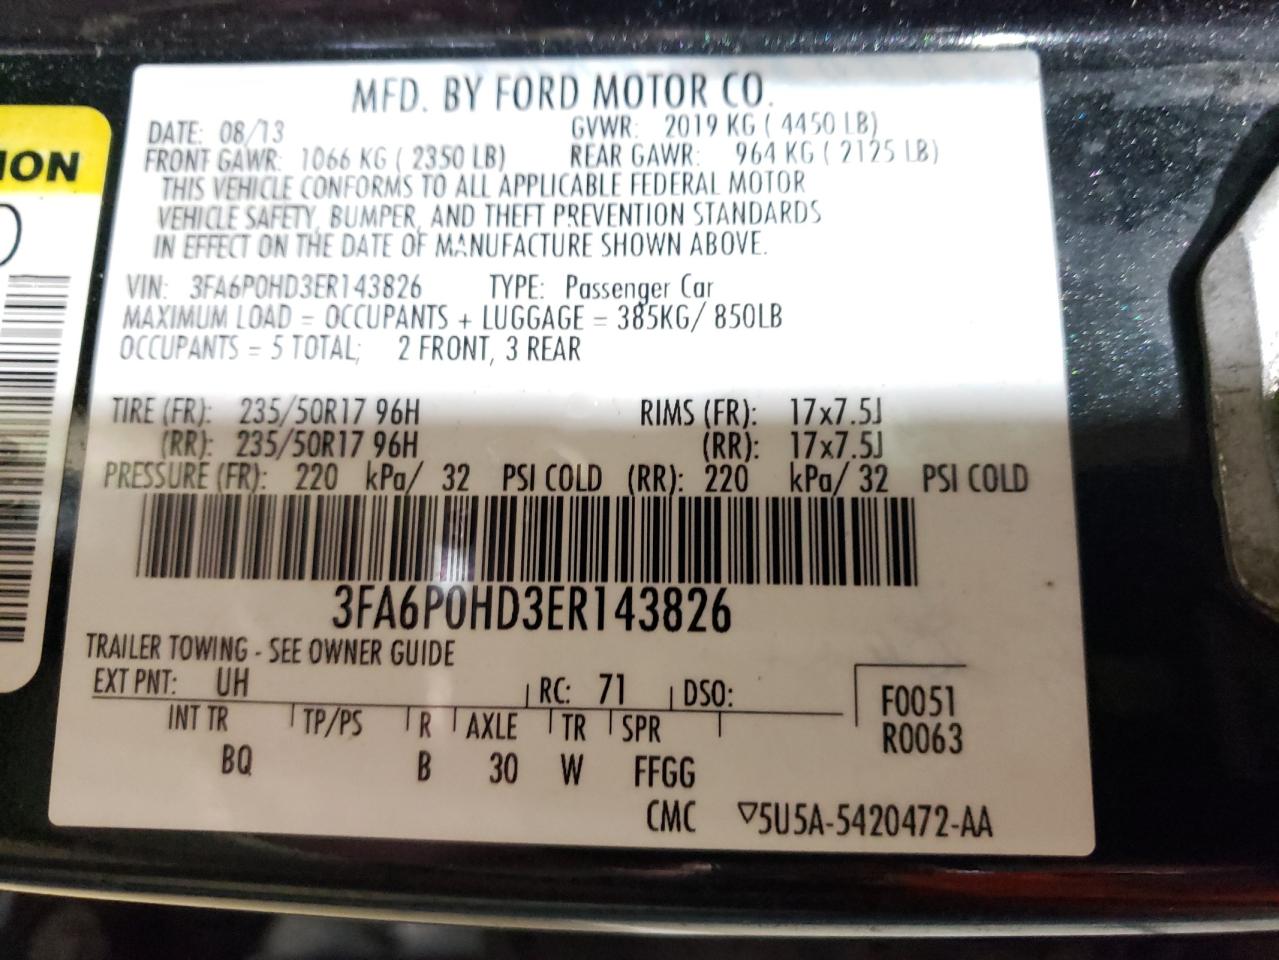 MFD. BY FORD MOTOR CO.
DATE: 08/13 GVWR: 2019 KG ( 4450 LB)
FRONT GAWR: 1066 KG ( 2350 LB) REAR GAWR: 964 KG ( 2125 LB)
THIS VEHICLE CONFORMS TO ALL APPLICABLE FEDERAL MOTOR
VEHICLE SAFETY, BUMPER, AND THEFT PREVENTION STANDARDS
IN EFFECT ON THE DATE OF MANUFACTURE SHOWN ABOVE.
VIN: 3FA6P0HD3ER143826 TYPE: Passenger Car
MAXIMUM LOAD = OCCUPANTS + LUGGAGE = 385KG/ 850LB
OCCUPANTS = 5 TOTAL; 2 FRONT, 3 REAR
TIRE (FR): 235/50R17 96H RIMS (FR): 17x7.5J
(RR): 235/50R17 96H (RR): 17x7.5J
PRESSURE (FR): 220 kPa/ 32 PSI COLD (RR): 220 kPa/ 32 PSI COLD
3FA6P0HD3ER143826
TRAILER TOWING - SEE OWNER GUIDE
EXT PNT: UH RC: 71 DSO:
F0051
INT TR TP/PS R AXLE TR SPR
R0063
BQ B 30 W FFGG
CMC ▽5U5A-5420472-AA